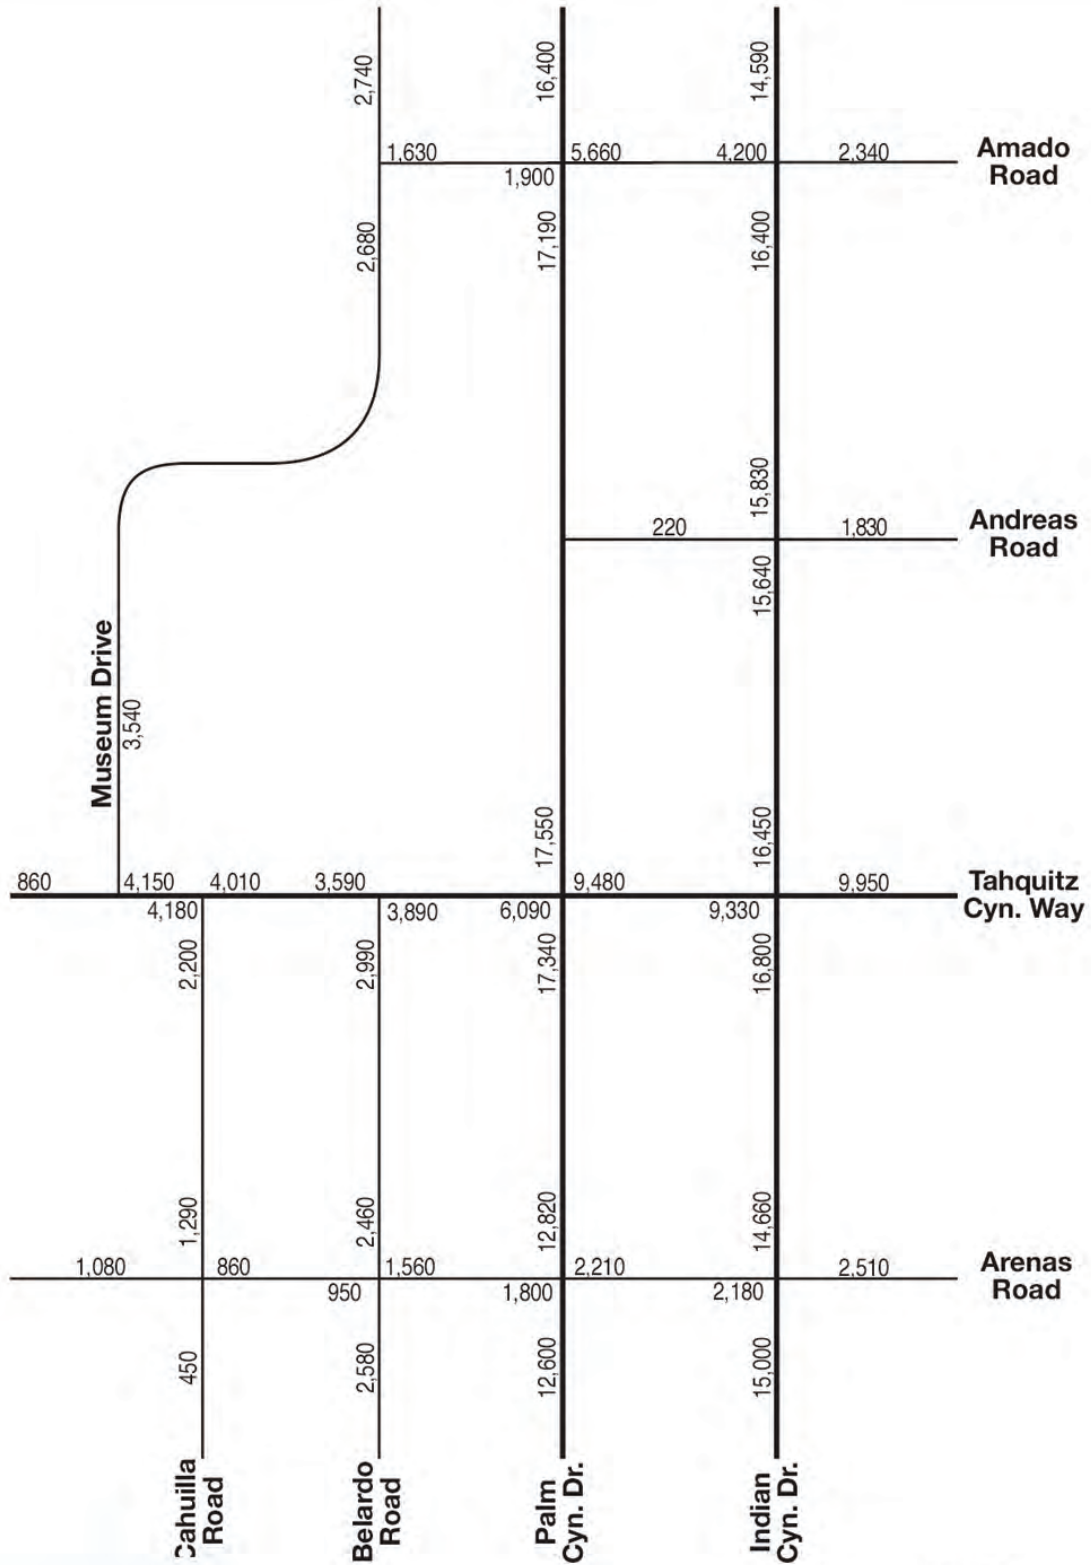 2,740
16,400
14,590
1,630
5,660
4,200
2,340
Amado
Road
1,900
2,680
17,190
16,400
15,830
220
1,830
Andreas
Road
15,640
Museum Drive
3,540
17,550
16,450
860
4,150
4,010
3,590
9,480
9,950
Tahquitz
Cyn. Way
4,180
3,890
6,090
9,330
2,200
2,990
17,340
16,800
1,290
2,460
12,820
14,660
1,080
860
1,560
2,210
2,510
Arenas
Road
950
1,800
2,180
450
2,580
12,600
15,000
Cahuilla
Road
Belardo
Road
Palm
Cyn. Dr.
Indian
Cyn. Dr.